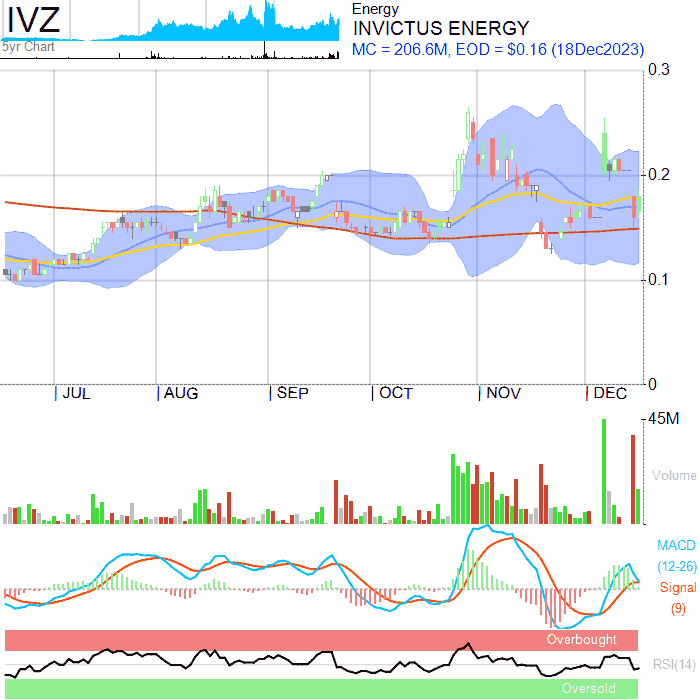 IVZ
5yr Chart
Energy
INVICTUS ENERGY
MC = 206.6M, EOD = $0.16 (18Dec2023)
0.3
0.2
0.1
0
JUL AUG SEP OCT NOV DEC
45M
Volume
MACD
(12-26)
Signal
(9)
Overbought
RSI(14)
Oversold